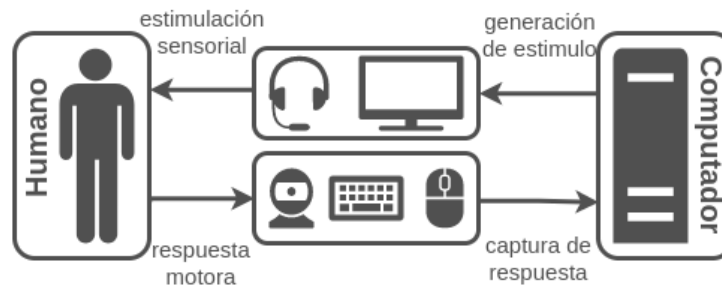 estimulación
sensorial
generación
de estimulo
Humano
Computador
respuesta
motora
captura de
respuesta